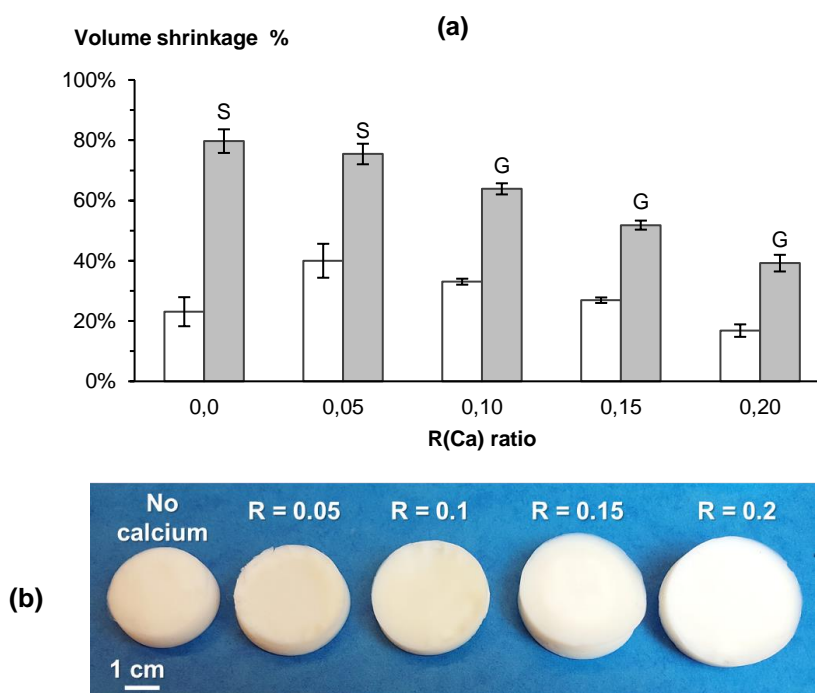 (a)
Volume shrinkage %
100%
80%
60%
40%
20%
0%
S
S
G
G
G
0,0 0,05 0,10 0,15 0,20
R(Ca) ratio
(b)
No calcium
R = 0.05
R = 0.1
R = 0.15
R = 0.2
1 cm